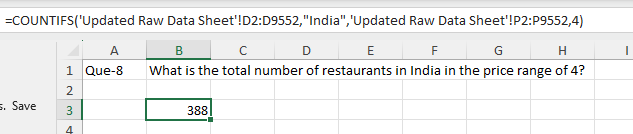 =COUNTIFS('Updated Raw Data Sheet'!D2:D9552,"India",'Updated Raw Data Sheet'!P2:P9552,4)
A B C D E F G H I
1 Que-8 What is the total number of restaurants in India in the price range of 4?
2
s. Save 3 388
4